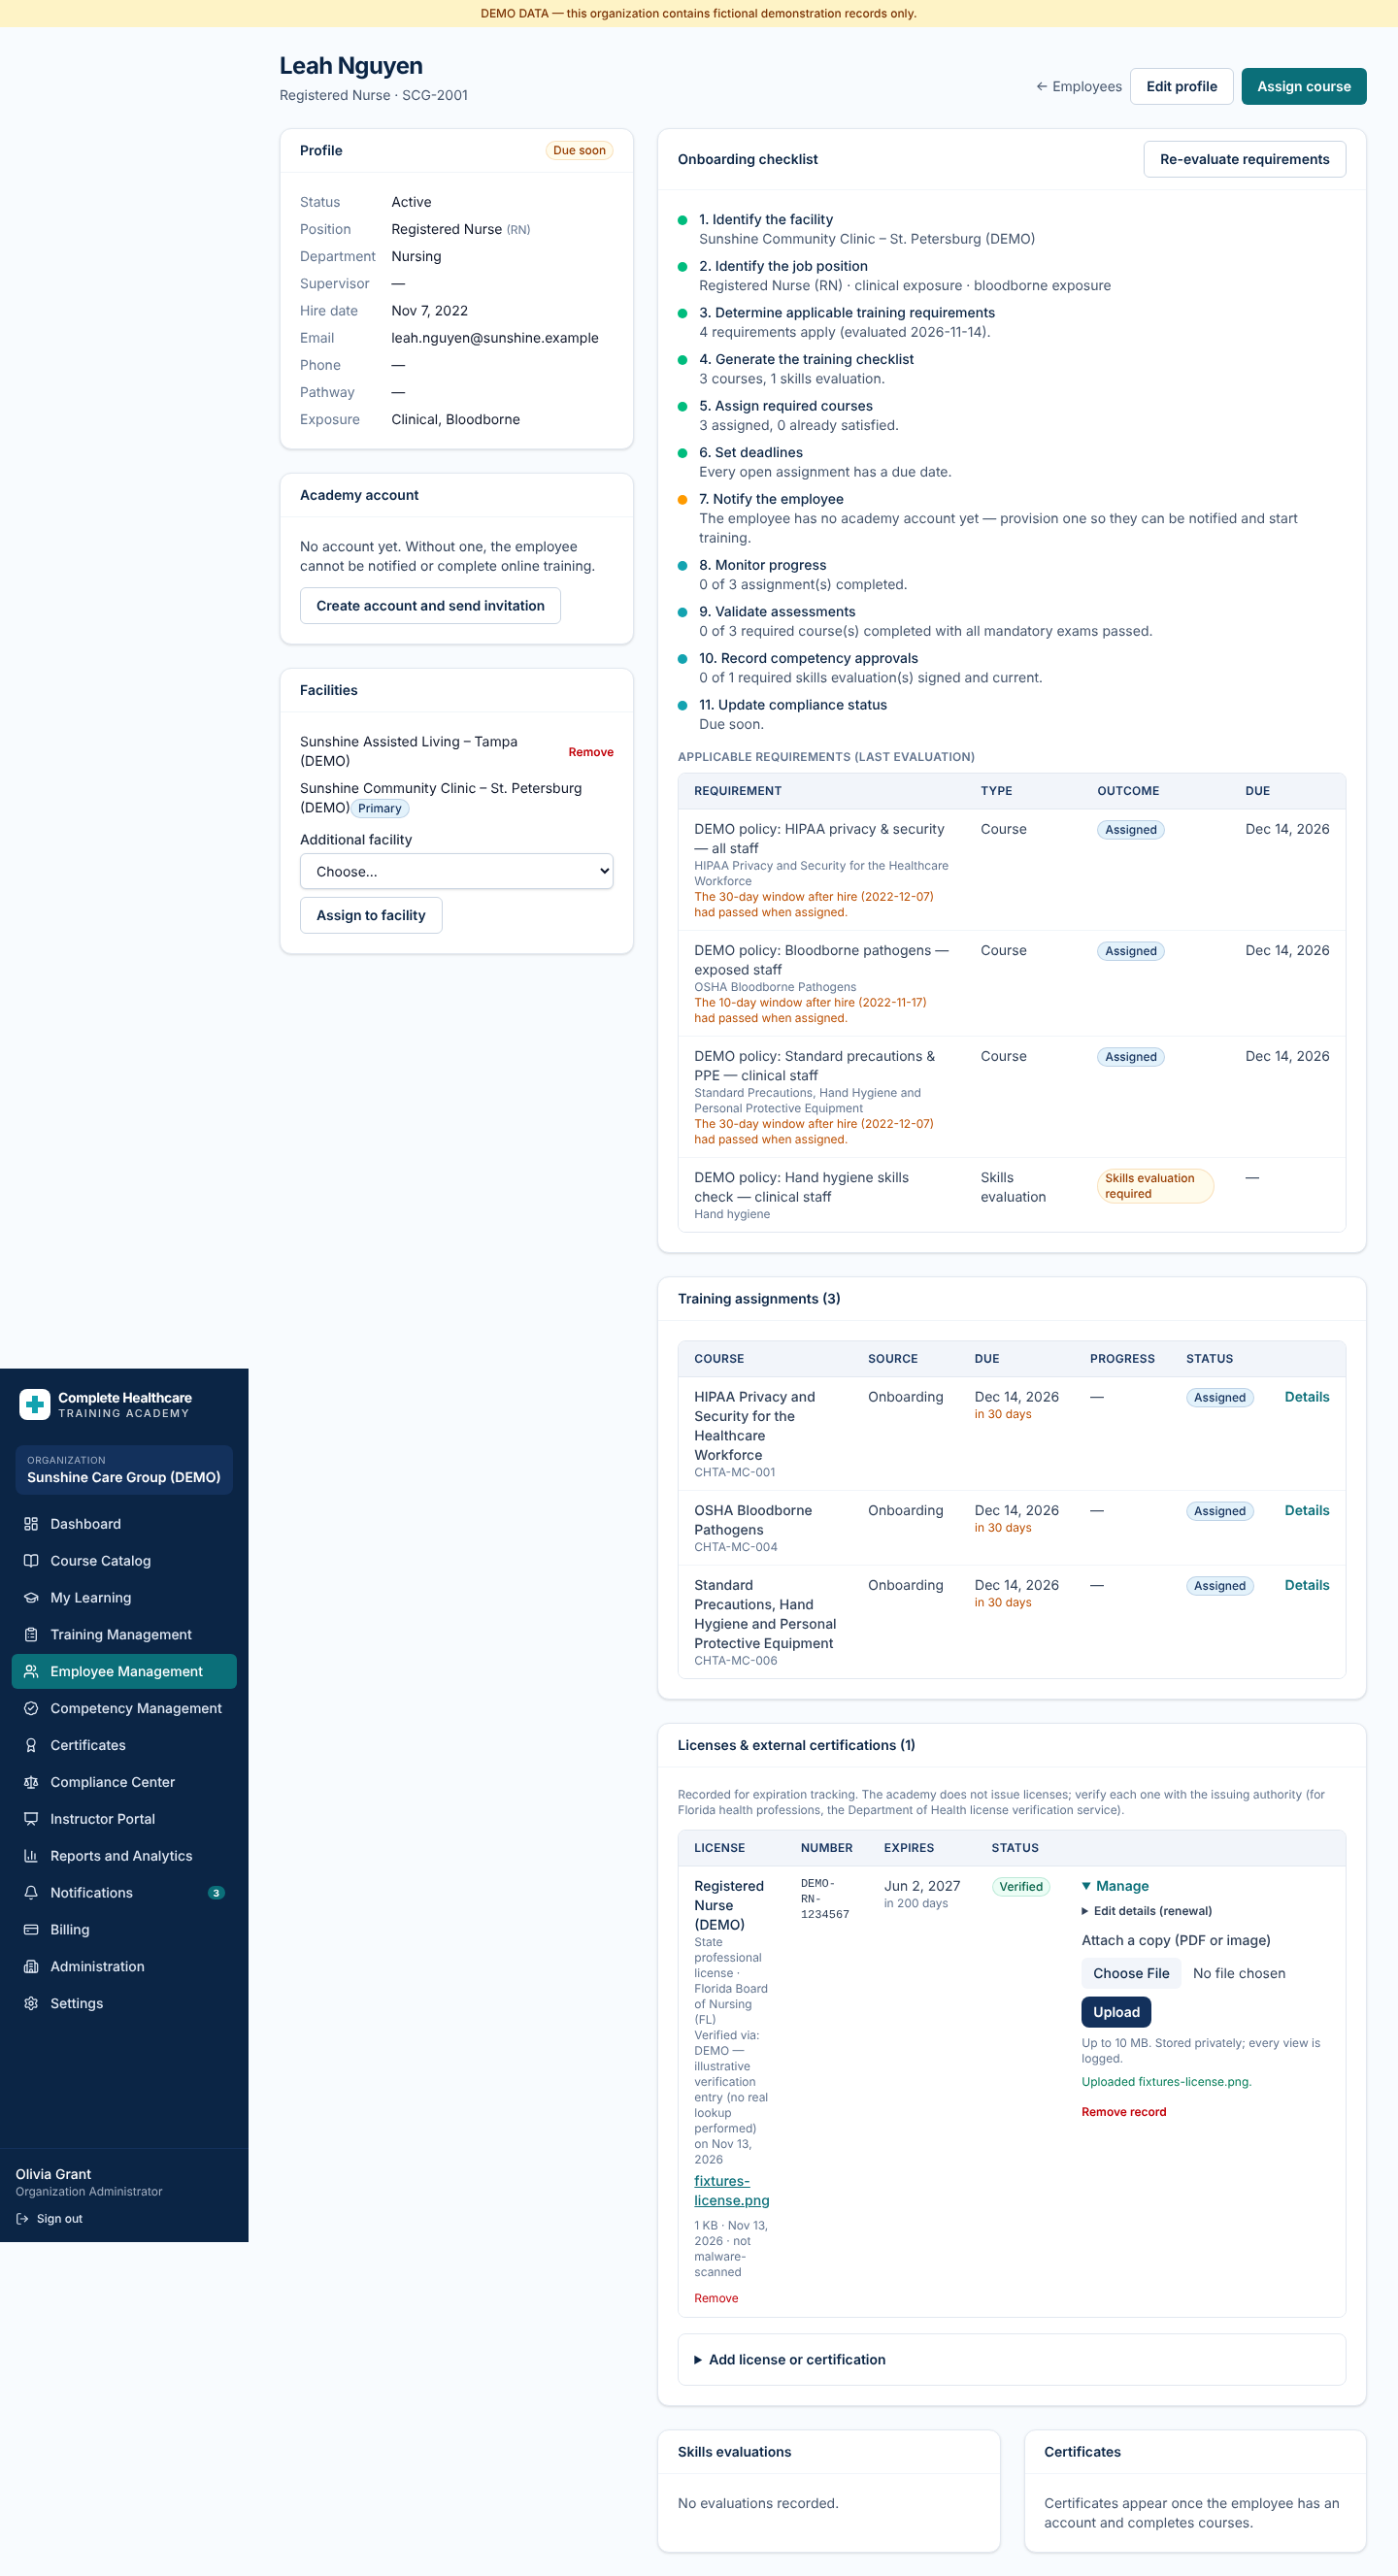 DEMO DATA — this organization contains fictional demonstration records only.
Leah Nguyen
Registered Nurse · SCG-2001
← Employees
Edit profile
Assign course
Profile
Due soon
Status Active
Position Registered Nurse (RN)
Department Nursing
Supervisor —
Hire date Nov 7, 2022
Email leah.nguyen@sunshine.example
Phone —
Pathway —
Exposure Clinical, Bloodborne
Academy account
No account yet. Without one, the employee
cannot be notified or complete online training.
Create account and send invitation
Facilities
Sunshine Assisted Living – Tampa
(DEMO)
Remove
Sunshine Community Clinic – St. Petersburg
(DEMO) Primary
Additional facility
Choose...
Assign to facility
Onboarding checklist
Re-evaluate requirements
1. Identify the facility
Sunshine Community Clinic – St. Petersburg (DEMO)
2. Identify the job position
Registered Nurse (RN) · clinical exposure · bloodborne exposure
3. Determine applicable training requirements
4 requirements apply (evaluated 2026-11-14).
4. Generate the training checklist
3 courses, 1 skills evaluation.
5. Assign required courses
3 assigned, 0 already satisfied.
6. Set deadlines
Every open assignment has a due date.
7. Notify the employee
The employee has no academy account yet — provision one so they can be notified and start
training.
8. Monitor progress
0 of 3 assignment(s) completed.
9. Validate assessments
0 of 3 required course(s) completed with all mandatory exams passed.
10. Record competency approvals
0 of 1 required skills evaluation(s) signed and current.
11. Update compliance status
Due soon.
APPLICABLE REQUIREMENTS (LAST EVALUATION)
REQUIREMENT TYPE OUTCOME DUE
DEMO policy: HIPAA privacy & security Course Assigned Dec 14, 2026
— all staff
HIPAA Privacy and Security for the Healthcare
Workforce
The 30-day window after hire (2022-12-07)
had passed when assigned.
DEMO policy: Bloodborne pathogens — Course Assigned Dec 14, 2026
exposed staff
OSHA Bloodborne Pathogens
The 10-day window after hire (2022-11-17)
had passed when assigned.
DEMO policy: Standard precautions & Course Assigned Dec 14, 2026
PPE — clinical staff
Standard Precautions, Hand Hygiene and
Personal Protective Equipment
The 30-day window after hire (2022-12-07)
had passed when assigned.
DEMO policy: Hand hygiene skills Skills Skills evaluation —
check — clinical staff evaluation required
Hand hygiene
Training assignments (3)
COURSE SOURCE DUE PROGRESS STATUS
HIPAA Privacy and Onboarding Dec 14, 2026 — Assigned Details
Security for the in 30 days
Healthcare
Workforce
CHTA-MC-001
OSHA Bloodborne Onboarding Dec 14, 2026 — Assigned Details
Pathogens in 30 days
CHTA-MC-004
Standard Onboarding Dec 14, 2026 — Assigned Details
Precautions, Hand in 30 days
Hygiene and Personal
Protective Equipment
CHTA-MC-006
Licenses & external certifications (1)
Recorded for expiration tracking. The academy does not issue licenses; verify each one with the issuing authority (for
Florida health professions, the Department of Health license verification service).
LICENSE NUMBER EXPIRES STATUS
Registered
Nurse
(DEMO)
State
professional
license ·
Florida Board
of Nursing
(FL)
Verified via:
DEMO —
illustrative
verification
entry (no real
lookup
performed)
on Nov 13,
2026
fixtures-
license.png
1 KB · Nov 13,
2026 · not
malware-
scanned
Remove
DEMO-
RN-
1234567
Jun 2, 2027
in 200 days
Verified
▼ Manage
▶ Edit details (renewal)
Attach a copy (PDF or image)
Choose File No file chosen
Upload
Up to 10 MB. Stored privately; every view is
logged.
Uploaded fixtures-license.png.
Remove record
▶ Add license or certification
Skills evaluations
No evaluations recorded.
Certificates
Certificates appear once the employee has an
account and completes courses.
Complete Healthcare
TRAINING ACADEMY
ORGANIZATION
Sunshine Care Group (DEMO)
Dashboard
Course Catalog
My Learning
Training Management
Employee Management
Competency Management
Certificates
Compliance Center
Instructor Portal
Reports and Analytics
Notifications 3
Billing
Administration
Settings
Olivia Grant
Organization Administrator
Sign out